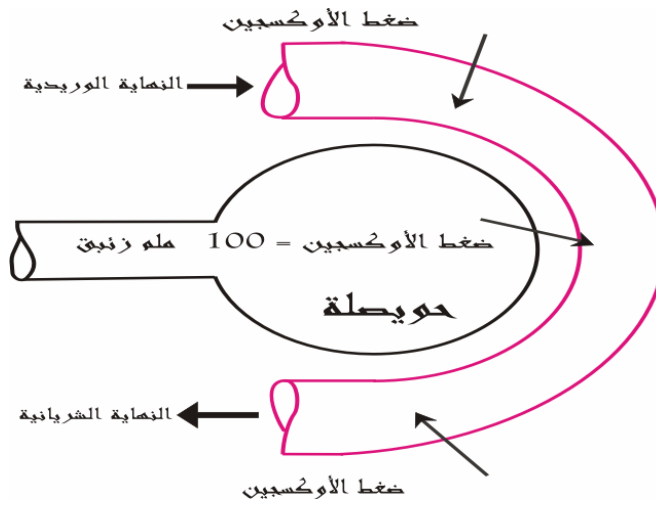 ضغط الأوكسجين
النهاية الوريدية
ضغط الأوكسجين = 100 ملم زئبق
حويصلة
النهاية الشريانية
ضغط الأوكسجين